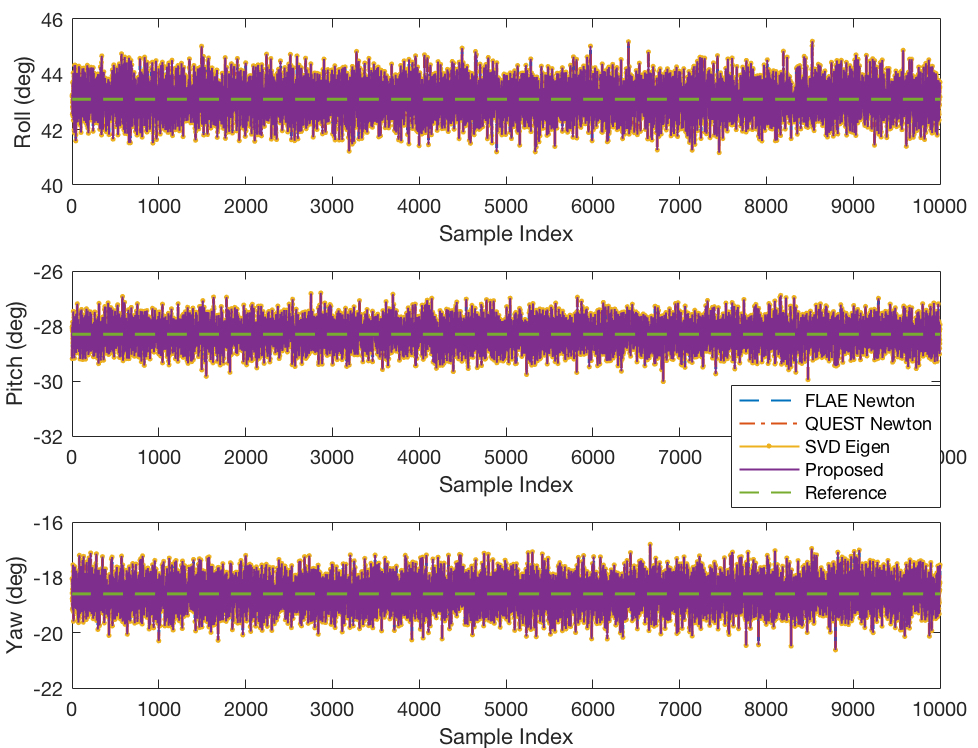 46
44
42
40
Roll (deg)
0 1000 2000 3000 4000 5000 6000 7000 8000 9000 10000
Sample Index
-26
-28
-30
-32
Pitch (deg)
0 1000 2000 3000 4000 5000 6000 7000 000
Sample Index
FLAE Newton
QUEST Newton
SVD Eigen
Proposed
Reference
-16
-18
-20
-22
Yaw (deg)
0 1000 2000 3000 4000 5000 6000 7000 8000 9000 10000
Sample Index